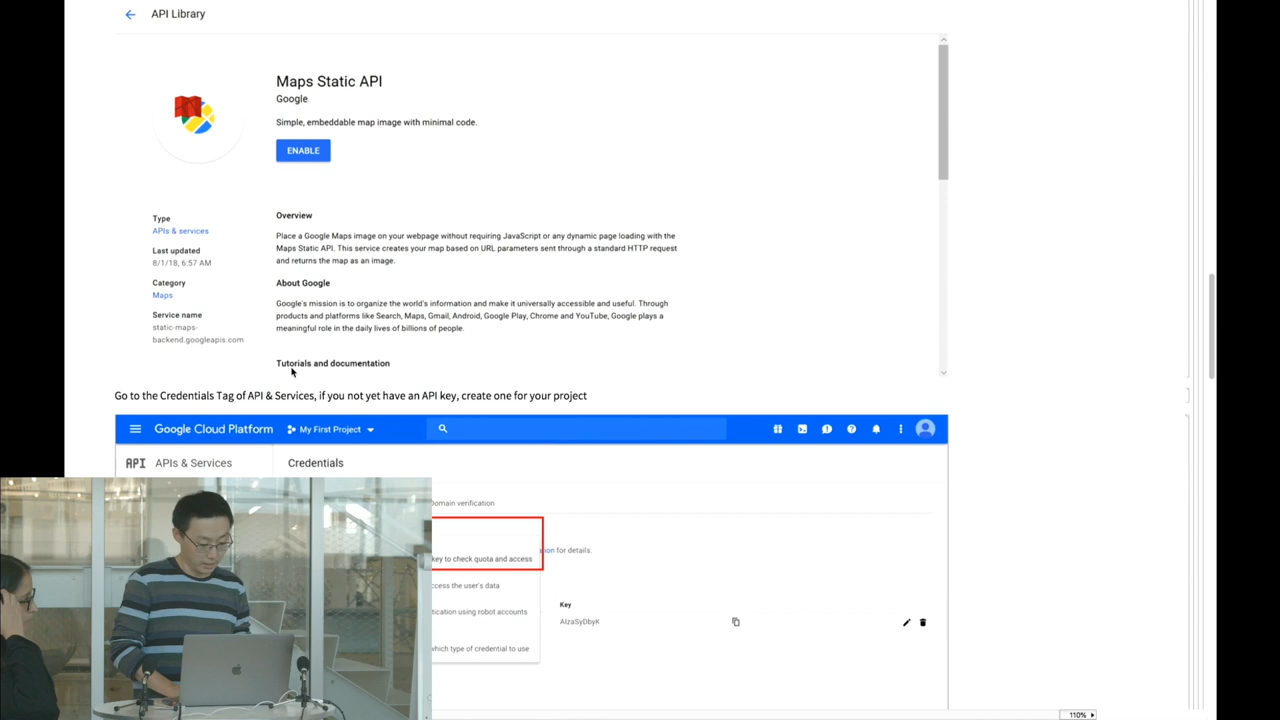 API Library
Maps Static API
Google
Simple, embeddable map image with minimal code.
ENABLE
Type
APIs & services
Last updated
8/1/18, 6:57 AM
Category
Maps
Service name
static-maps-
backend.googleapis.com
Overview
Place a Google Maps image on your webpage without requiring JavaScript or any dynamic page loading with the
Maps Static API. This service creates your map based on URL parameters sent through a standard HTTP request
and returns the map as an image.
About Google
Google's mission is to organize the world's information and make it universally accessible and useful. Through
products and platforms like Search, Maps, Gmail, Android, Google Play, Chrome and YouTube, Google plays a
meaningful role in the daily lives of billions of people.
Tutorials and documentation
Go to the Credentials Tag of API & Services, if you not yet have an API key, create one for your project
Google Cloud Platform
My First Project
API APIs & Services
Credentials
Domain verification
for details.
key to check quota and access
ccess the user's data
tication using robot accounts
which type of credential to use
Key
AIzaSyDbyK
110%